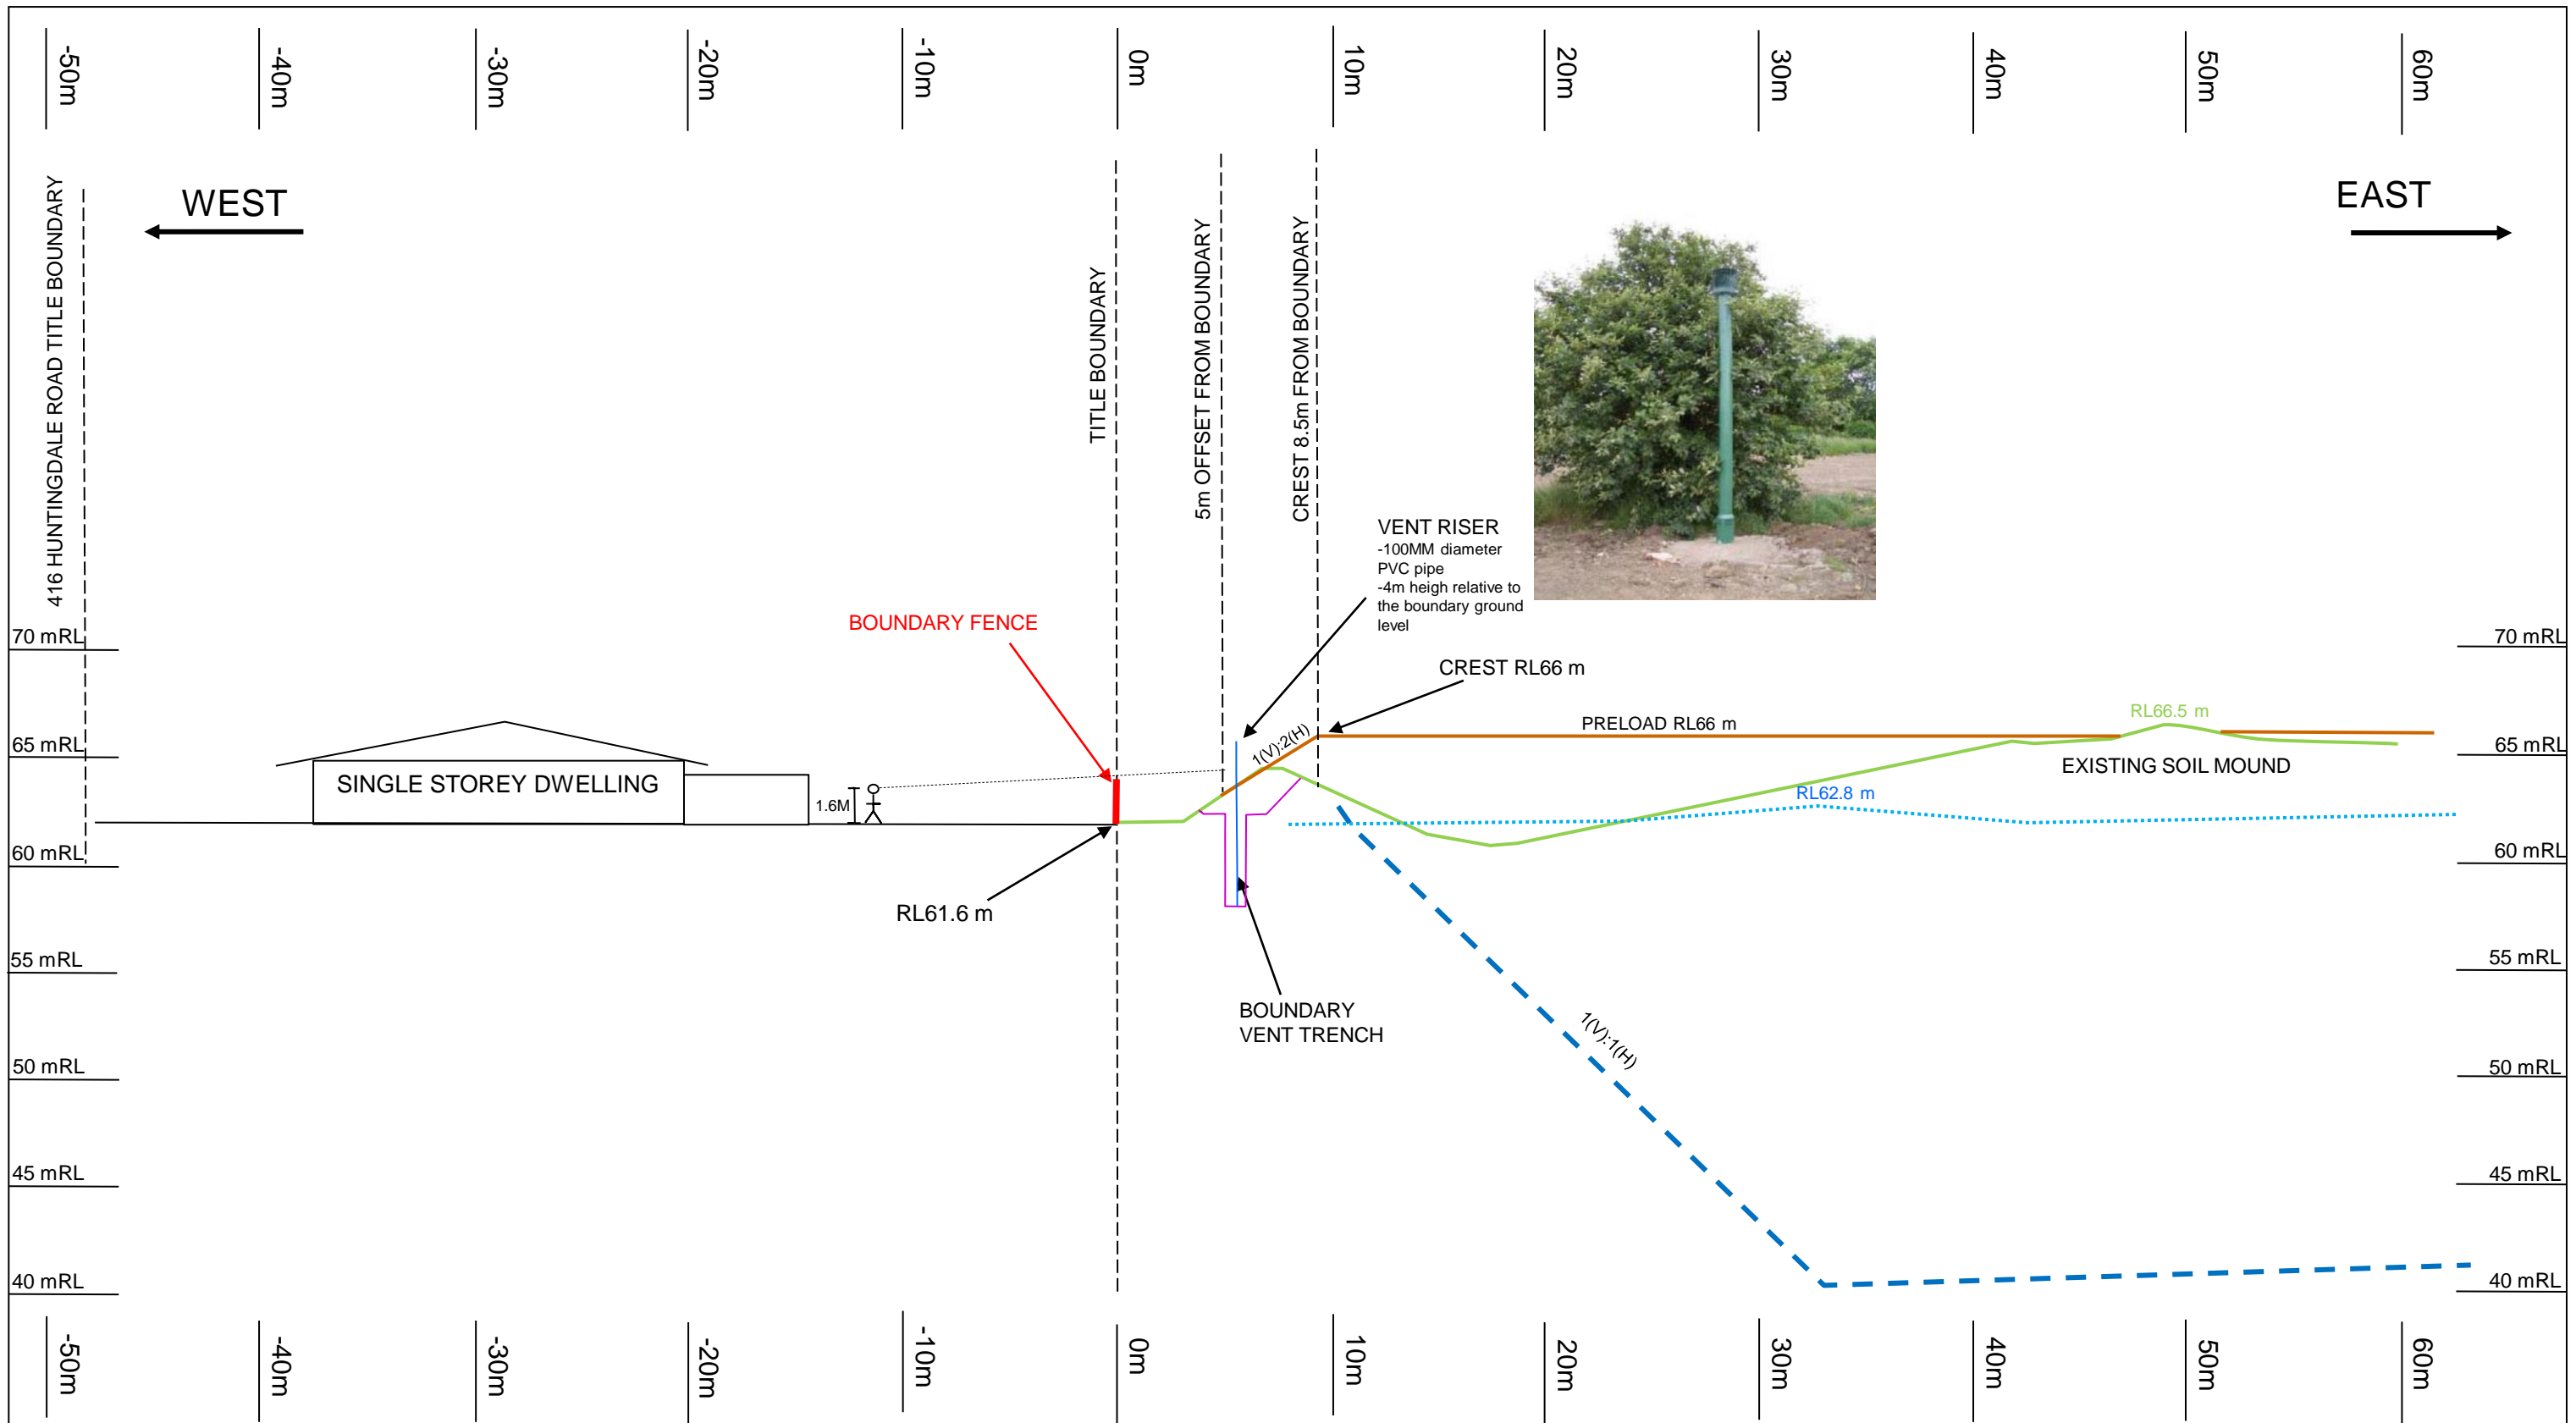 -50m
-40m
-30m
-20m
-10m
0m
10m
20m
30m
40m
50m
60m
WEST
EAST
416 HUNTINGDALE ROAD TITLE BOUNDARY
TITLE BOUNDARY
5m OFFSET FROM BOUNDARY
CREST 8.5m FROM BOUNDARY
VENT RISER
-100MM diameter
PVC pipe
-4m heigh relative to
the boundary ground
level
BOUNDARY FENCE
70 mRL
70 mRL
CREST RL66 m
PRELOAD RL66 m
RL66.5 m
1(V):2(H)
65 mRL
65 mRL
EXISTING SOIL MOUND
SINGLE STOREY DWELLING
1.6M
RL62.8 m
60 mRL
60 mRL
RL61.6 m
55 mRL
55 mRL
BOUNDARY
VENT TRENCH
1(V):1(H)
50 mRL
50 mRL
45 mRL
45 mRL
40 mRL
40 mRL
-50m
-40m
-30m
-20m
-10m
0m
10m
20m
30m
40m
50m
60m